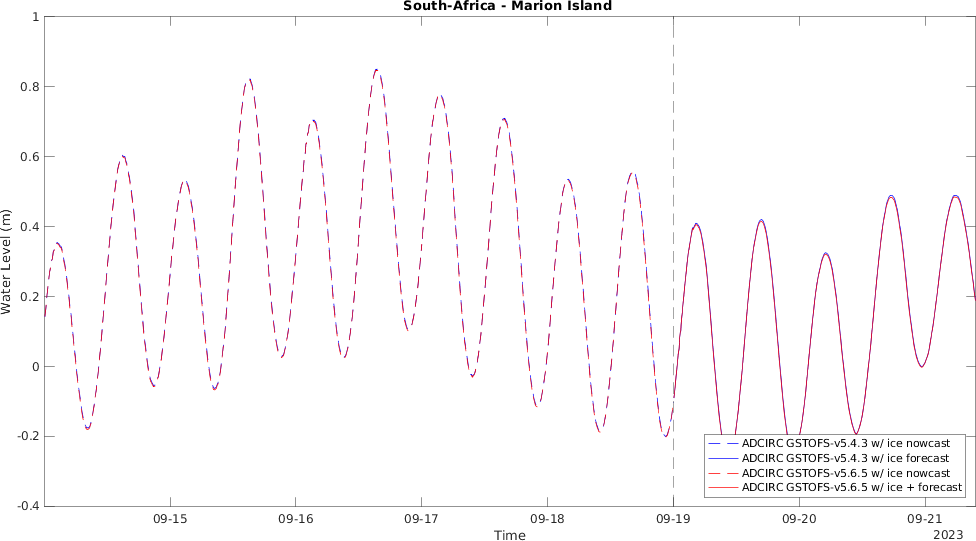 South-Africa - Marion Island
1
0.8
0.6
0.4
0.2
0
-0.2
-0.4
Water Level (m)
09-15 09-16 09-17 09-18 09-19 09-20 09-21
Time
2023
ADCIRC GSTOFS-v5.4.3 w/ ice nowcast
ADCIRC GSTOFS-v5.4.3 w/ ice forecast
ADCIRC GSTOFS-v5.6.5 w/ ice nowcast
ADCIRC GSTOFS-v5.6.5 w/ ice + forecast